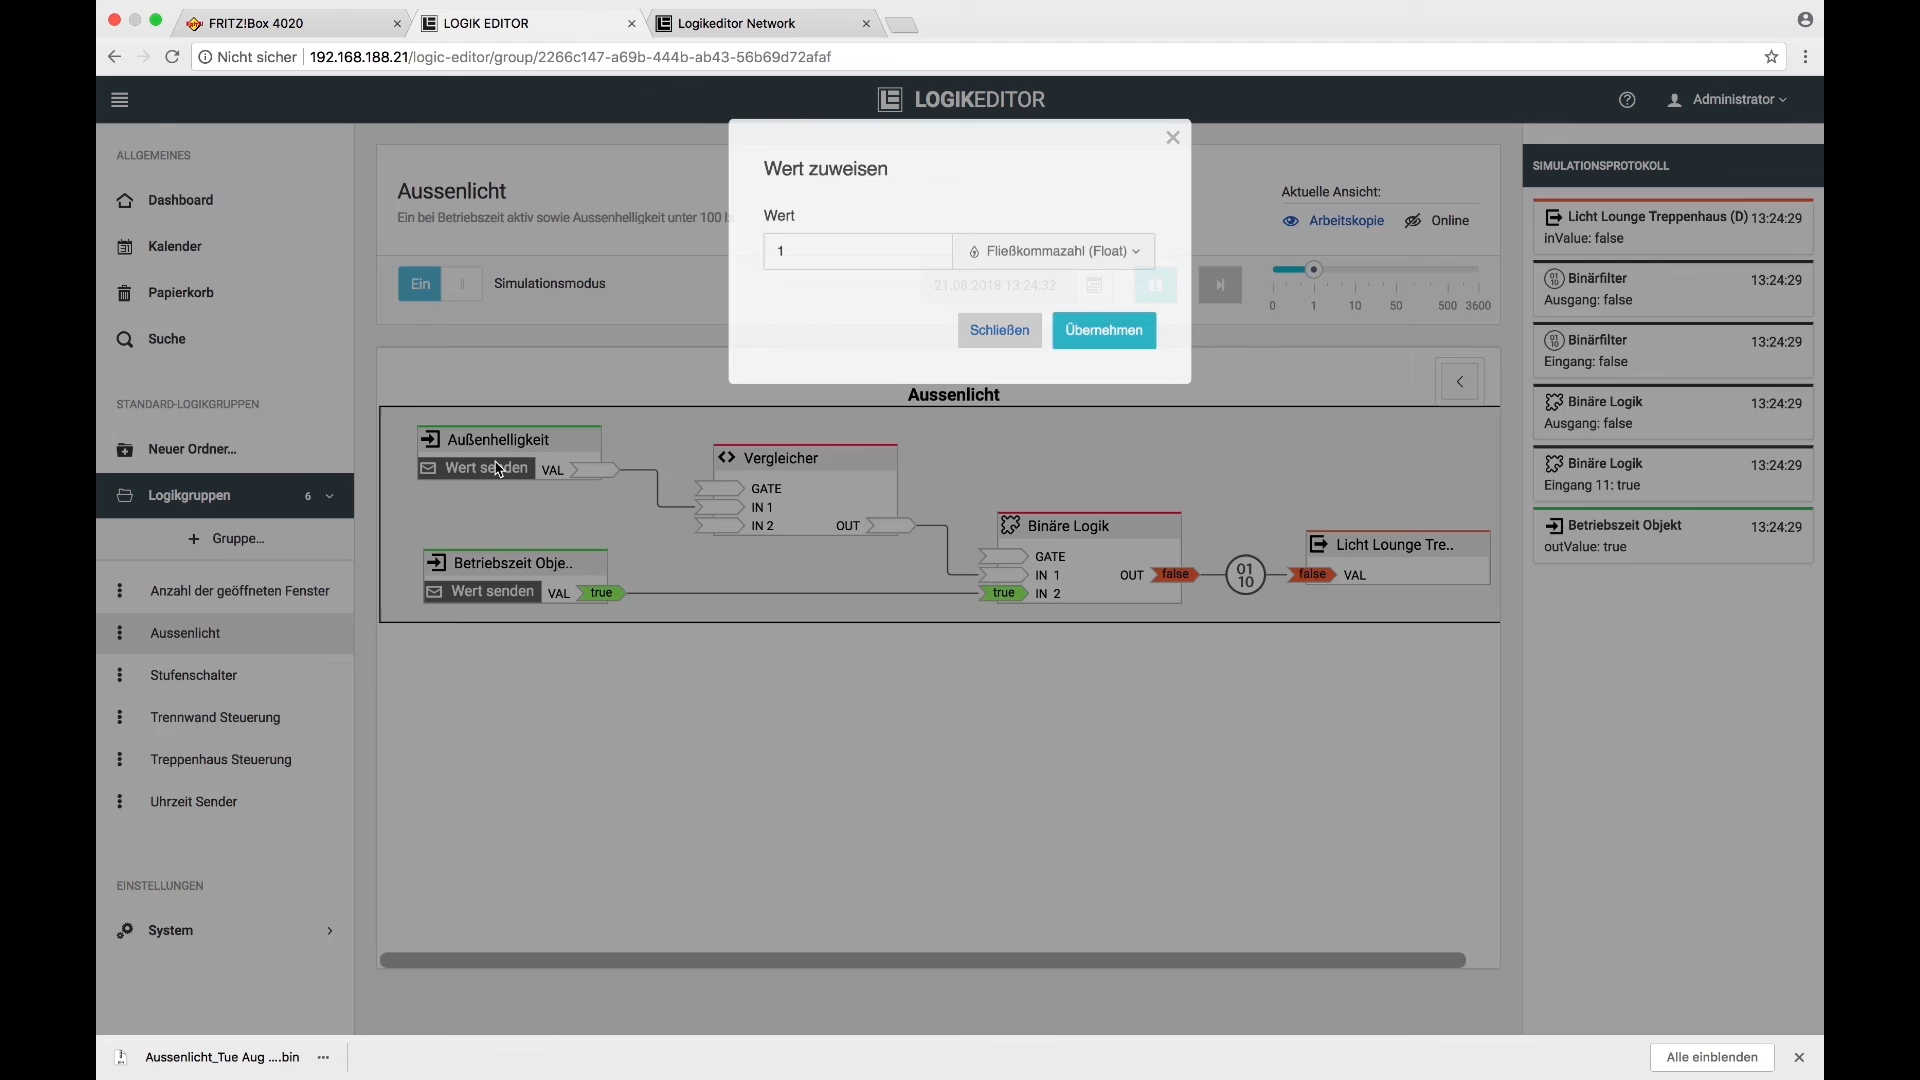 FRITZ!Box 4020
LOGIK EDITOR
Logikeditor Network
Nicht sicher
192.168.188.21/logic-editor/group/2266c147-a69b-444b-ab43-56b69d72afaf
LOGIKEDITOR
Administrator
ALLGEMEINES
Dashboard
Kalender
Papierkorb
Suche
STANDARD-LOGIKGRUPPEN
Neuer Ordner...
Logikgruppen 6
+ Gruppe...
Anzahl der geöffneten Fenster
Aussenlicht
Stufenschalter
Trennwand Steuerung
Treppenhaus Steuerung
Uhrzeit Sender
EINSTELLUNGEN
System
Aussenlicht
Ein bei Betriebszeit aktiv sowie Aussenhelligkeit unter 100
Aktuelle Ansicht:
Arbeitskopie
Online
Ein
Simulationsmodus
21.08.2018 13:24:32
0 1 10 50 500 3600
Wert zuweisen
Wert
1
Fließkommazahl (Float)
Schließen
Übernehmen
Aussenlicht
Außenhelligkeit
Wert senden VAL
Vergleicher
GATE
IN 1
IN 2 OUT
Betriebszeit Obje..
Wert senden VAL true
Binäre Logik
GATE
IN 1 OUT false
true IN 2
01
10
Licht Lounge Tre..
false VAL
SIMULATIONSPROTOKOLL
Licht Lounge Treppenhaus (D) 13:24:29
inValue: false
Binärfilter 13:24:29
Ausgang: false
Binärfilter 13:24:29
Eingang: false
Binäre Logik 13:24:29
Ausgang: false
Binäre Logik 13:24:29
Eingang 11: true
Betriebszeit Objekt 13:24:29
outValue: true
Aussenlicht_Tue Aug ....bin
Alle einblenden